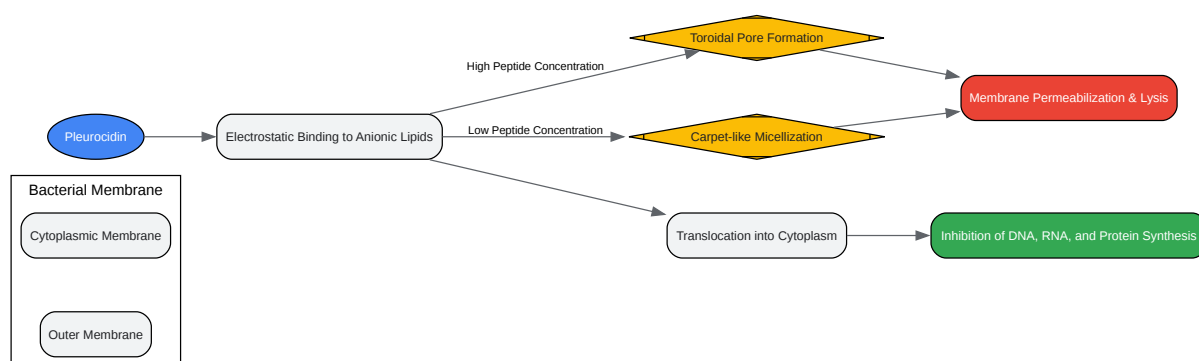 Toroidal Pore Formation
High Peptide Concentration
Membrane Permeabilization & Lysis
Pleurocidin
Electrostatic Binding to Anionic Lipids
Low Peptide Concentration
Carpet-like Micellization
Bacterial Membrane
Cytoplasmic Membrane
Translocation into Cytoplasm
Inhibition of DNA, RNA, and Protein Synthesis
Outer Membrane